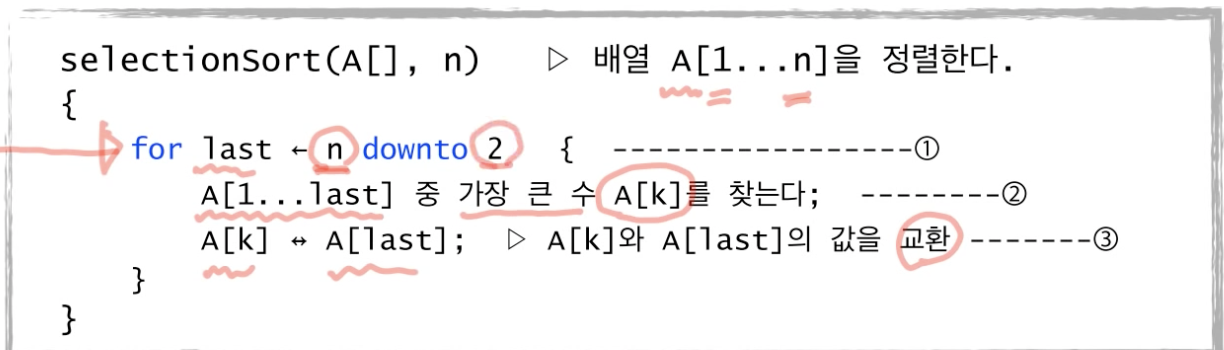 selectionSort(A[], n) ▷ 배열 A[1...n]을 정렬한다.
{
for last ← n downto 2 { -----------------①
A[1...last] 중 가장 큰 수 A[k]를 찾는다; --------②
A[k] ↔ A[last]; ▷ A[k]와 A[last]의 값을 교환 -------③
}
}